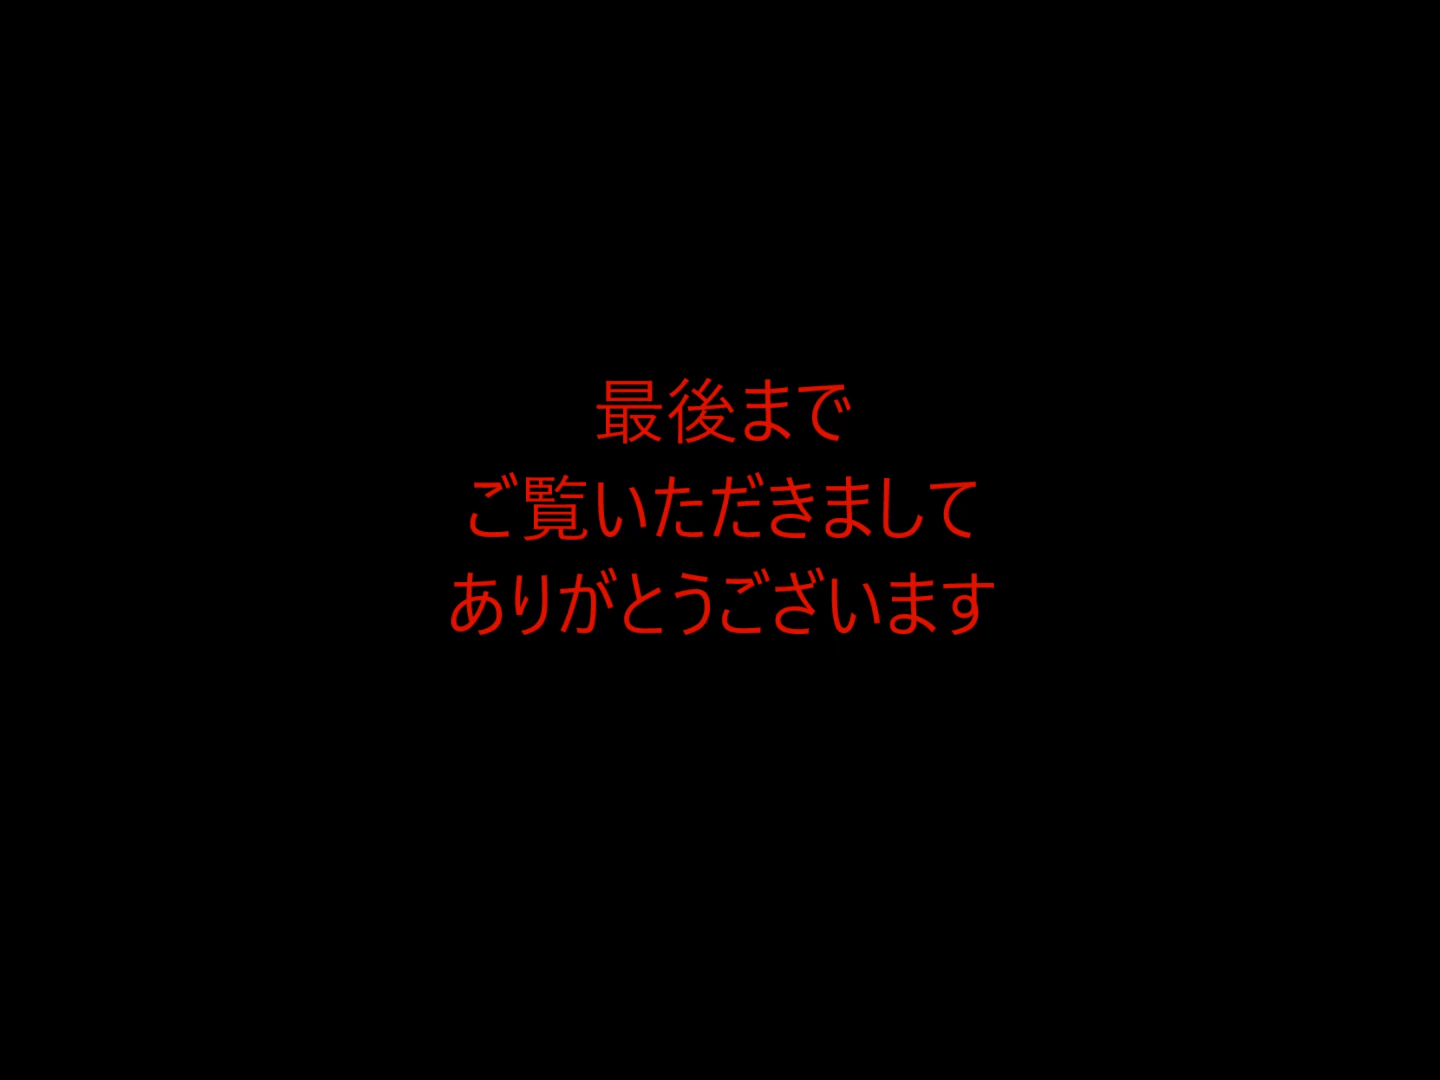 最後まで
ご覧いただきまして
ありがとうございます